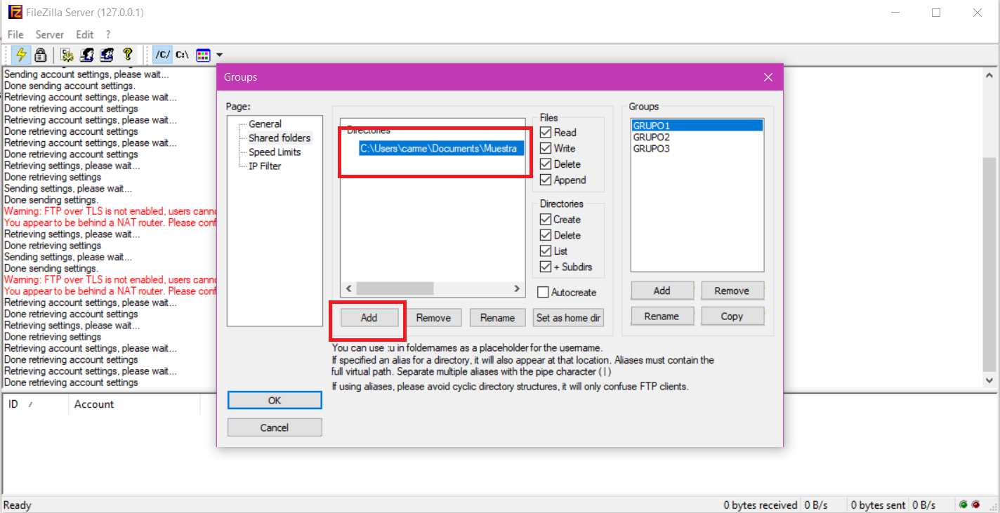 FileZilla Server (127.0.0.1)
File Server Edit ?
/C/ C:\
Sending account settings, please wait...
Done sending account settings.
Retrieving account settings, please wait...
Done retrieving account settings
Retrieving account settings, please wait...
Done retrieving account settings
Retrieving account settings, please wait...
Done retrieving account settings
Retrieving settings, please wait...
Done retrieving settings
Sending settings, please wait...
Done sending settings.
Warning: FTP over TLS is not enabled, users canno
You appear to be behind a NAT router. Please conf
Retrieving settings, please wait...
Done retrieving settings
Sending settings, please wait...
Done sending settings.
Warning: FTP over TLS is not enabled, users canno
You appear to be behind a NAT router. Please conf
Retrieving account settings, please wait...
Done retrieving account settings
Retrieving settings, please wait...
Done retrieving settings
Retrieving account settings, please wait...
Done retrieving account settings
Retrieving account settings, please wait...
Done retrieving account settings
Groups
Page:
General
Shared folders
Speed Limits
IP Filter
OK
Cancel
Directories
C:\Users\carme\Documents\Muestra
Add Remove Rename Set as home dir
Files
Read
Write
Delete
Append
Directories
Create
Delete
List
+ Subdirs
Autocreate
Groups
GRUPO1
GRUPO2
GRUPO3
Add Remove
Rename Copy
You can use :u in foldernames as a placeholder for the username.
If specified an alias for a directory, it will also appear at that location. Aliases must contain the
full virtual path. Separate multiple aliases with the pipe character ( | )
If using aliases, please avoid cyclic directory structures, it will only confuse FTP clients.
ID / Account
Ready 0 bytes received 0 B/s 0 bytes sent 0 B/s